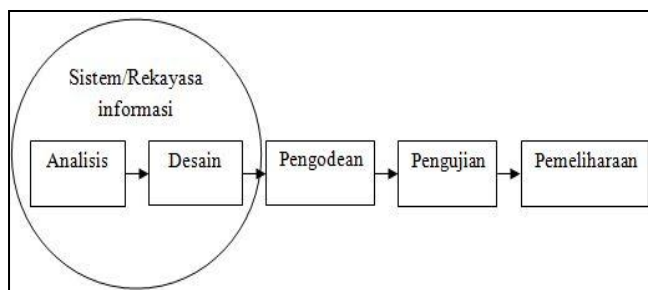 Sistem/Rekayasa
informasi
Analisis
Desain
Pengodean
Pengujian
Pemeliharaan